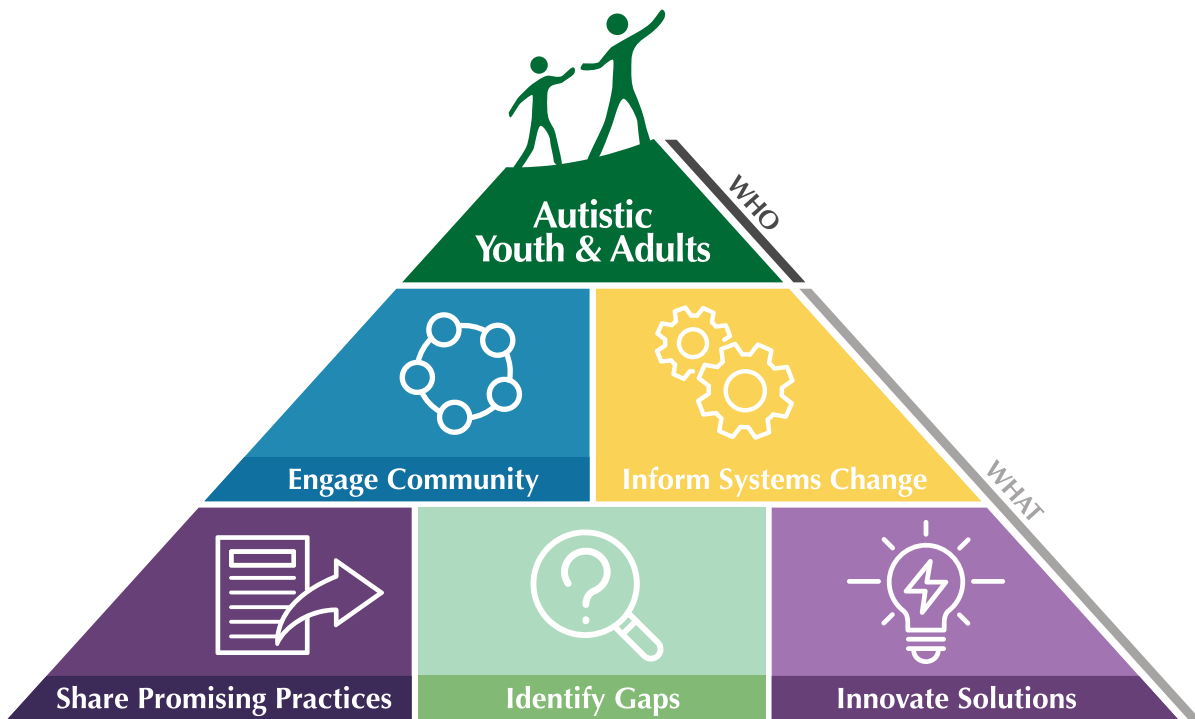 WHO
Autistic
Youth & Adults
Engage Community
Inform Systems Change
WHAT
Share Promising Practices
Identify Gaps
Innovate Solutions